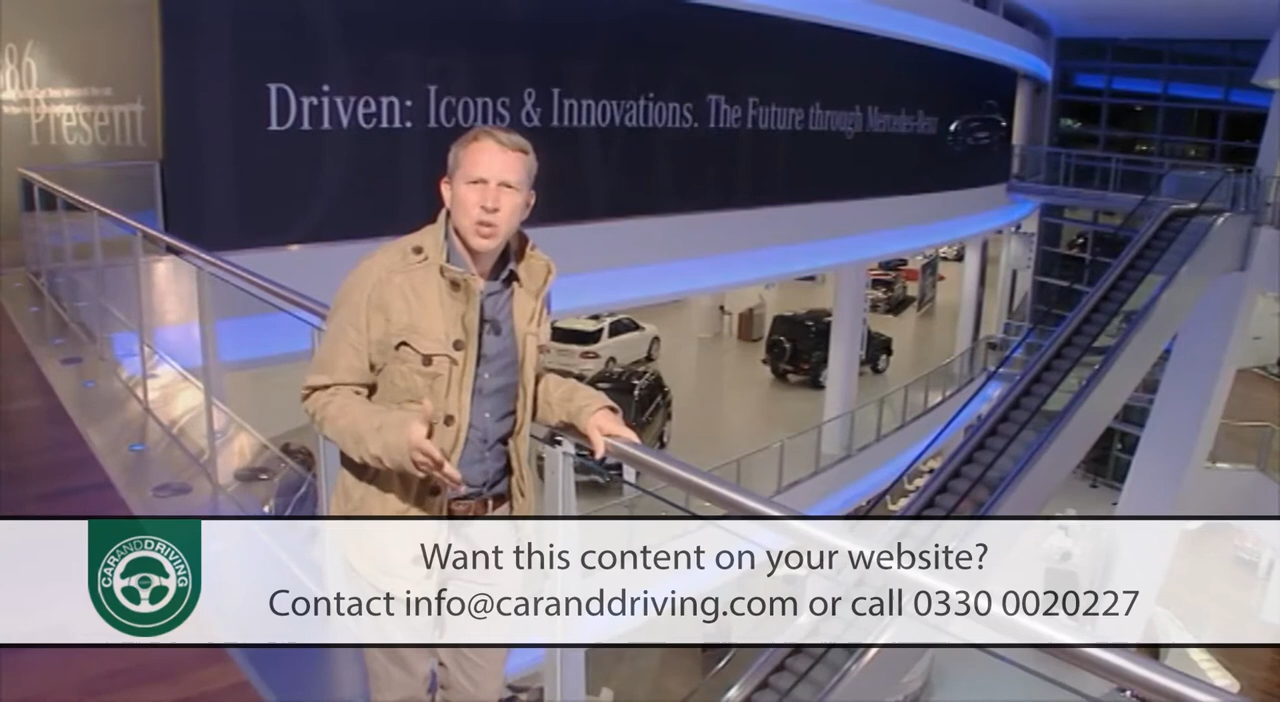 86
Present
Driven: Icons & Innovations. The Future through Mercedes-Benz
CARANDDRIVING
Want this content on your website?
Contact info@caranddriving.com or call 0330 0020227